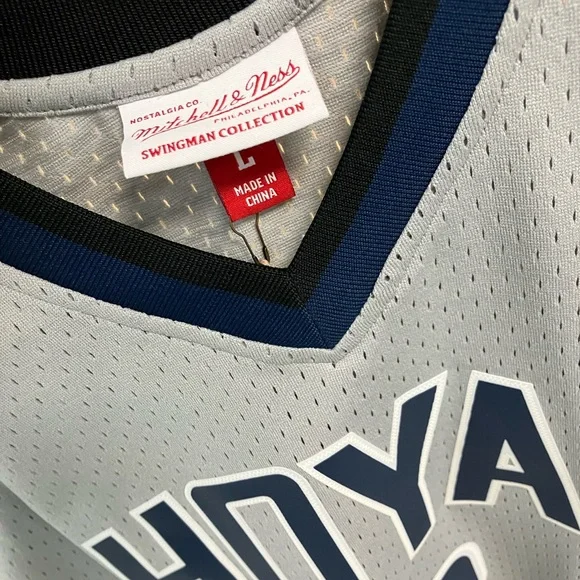 NOSTALGIA CO.
Mitchell & Ness
PHILADELPHIA, PA.
SWINGMAN COLLECTION
L
MADE IN
CHINA
HOYA